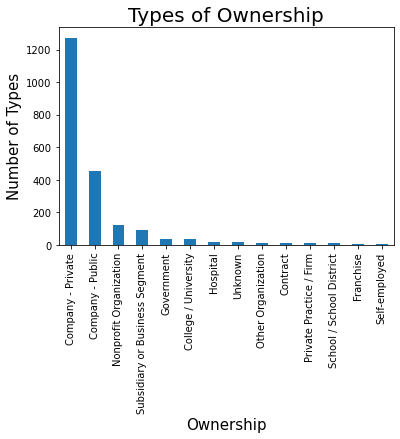 Types of Ownership
Number of Types
1200
1000
800
600
400
200
0
Company - Private
Company - Public
Nonprofit Organization
Subsidiary or Business Segment
Government
College / University
Hospital
Unknown
Other Organization
Contract
Private Practice / Firm
School / School District
Franchise
Self-employed
Ownership